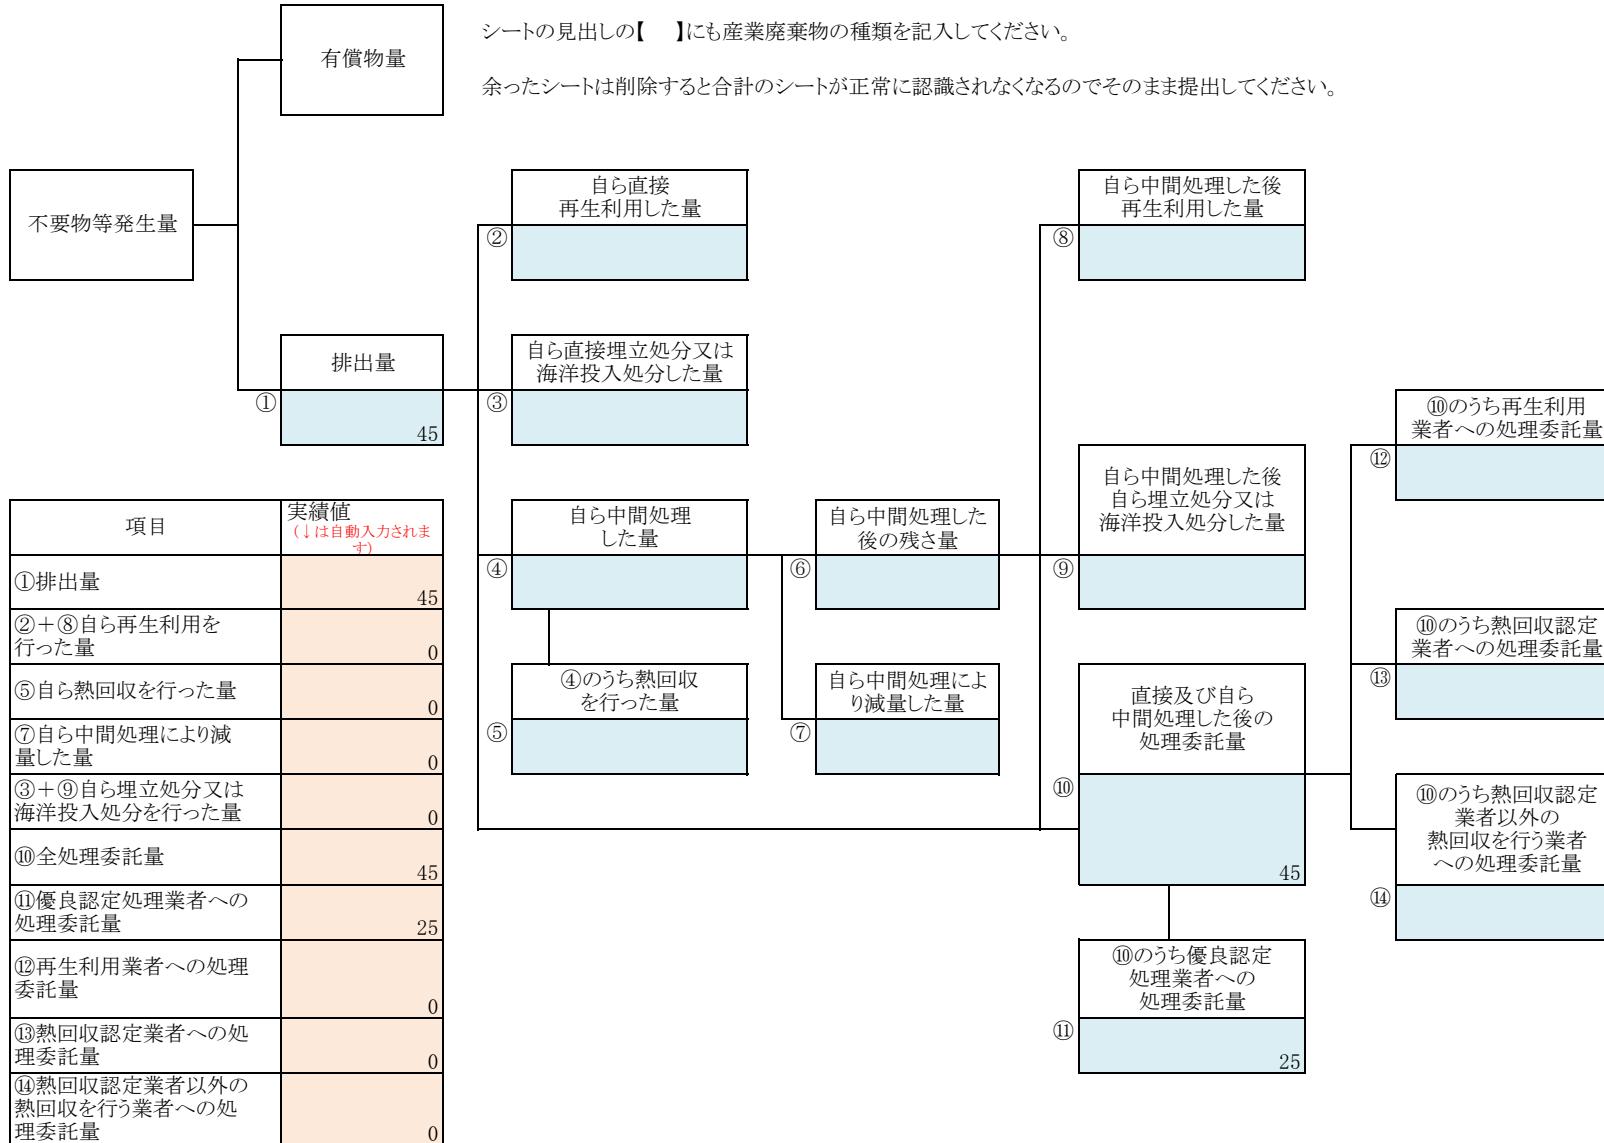 シートの見出しの【　】にも産業廃棄物の種類を記入してください。
有償物量
余ったシートは削除すると合計のシートが正常に認識されなくなるのでそのまま提出してください。
不要物等発生量
自ら直接
再生利用した量
②
自ら中間処理した後
再生利用した量
⑧
排出量
①
45
自ら直接埋立処分又は
海洋投入処分した量
③
⑩のうち再生利用
業者への処理委託量
⑫
自ら中間処理した後
自ら埋立処分又は
海洋投入処分した量
⑨
自ら中間処理
した量
④
自ら中間処理した
後の残さ量
⑥
⑩のうち熱回収認定
業者への処理委託量
⑬
④のうち熱回収
を行った量
⑤
自ら中間処理によ
り減量した量
⑦
直接及び自ら
中間処理した後の
処理委託量
⑩
45
⑩のうち熱回収認定
業者以外の
熱回収を行う業者
への処理委託量
⑭
⑩のうち優良認定
処理業者への
処理委託量
⑪
25
項目
実績値
(↓は自動入力されま
す)
①排出量
45
②＋⑧自ら再生利用を
行った量
0
⑤自ら熱回収を行った量
0
⑦自ら中間処理により減
量した量
0
③＋⑨自ら埋立処分又は
海洋投入処分を行った量
0
⑩全処理委託量
45
⑪優良認定処理業者への
処理委託量
25
⑫再生利用業者への処理
委託量
0
⑬熱回収認定業者への処
理委託量
0
⑭熱回収認定業者以外の
熱回収を行う業者への処
理委託量
0